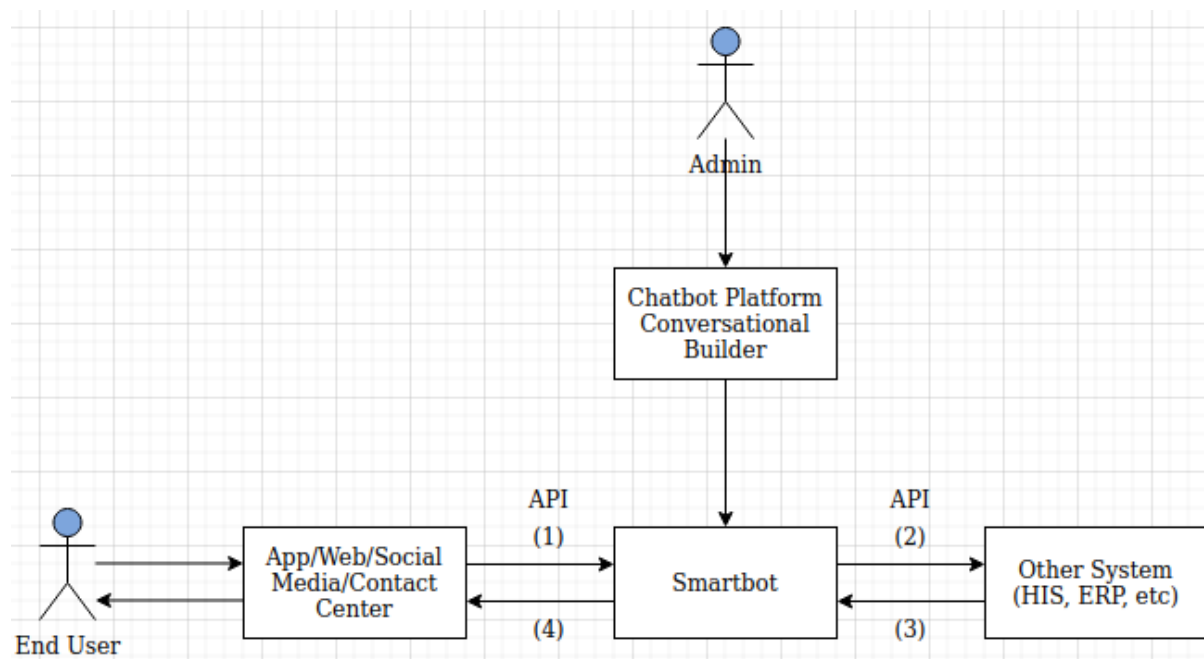 Admin
Chatbot Platform
Conversational
Builder
API
(1)
API
(2)
App/Web/Social
Media/Contact
Center
Smartbot
Other System
(HIS, ERP, etc)
(4)
(3)
End User